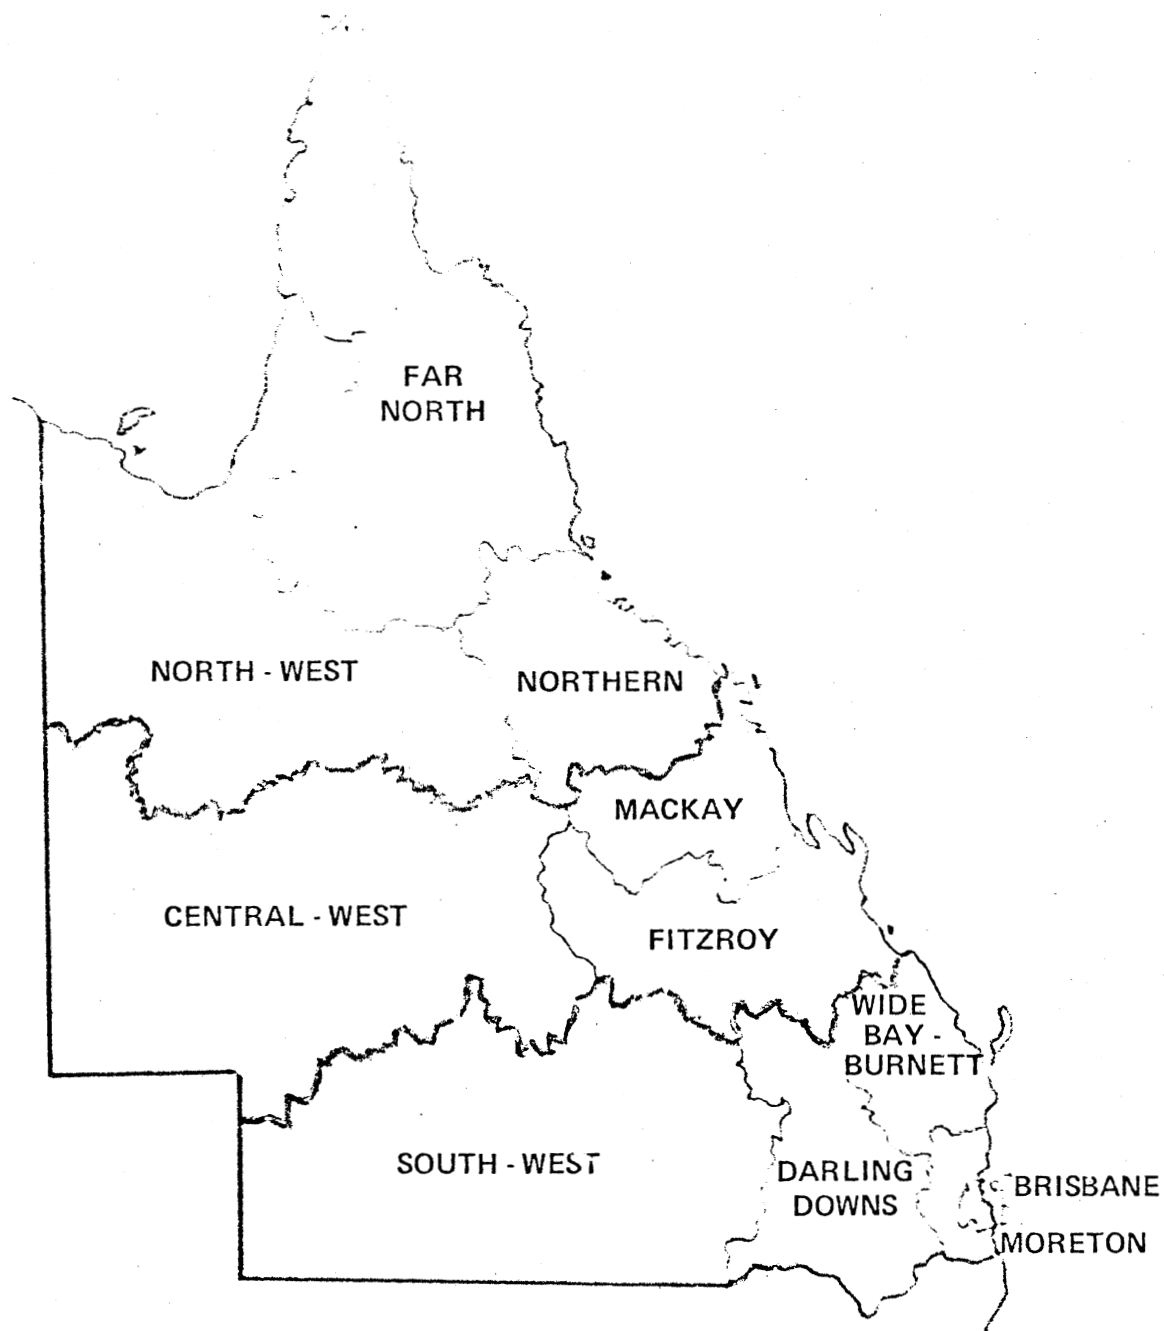 FAR
NORTH
NORTH - WEST
NORTHERN
MACKAY
CENTRAL - WEST
FITZROY
WIDE
BAY -
BURNETT
SOUTH - WEST
DARLING
DOWNS
BRISBANE
MORETON